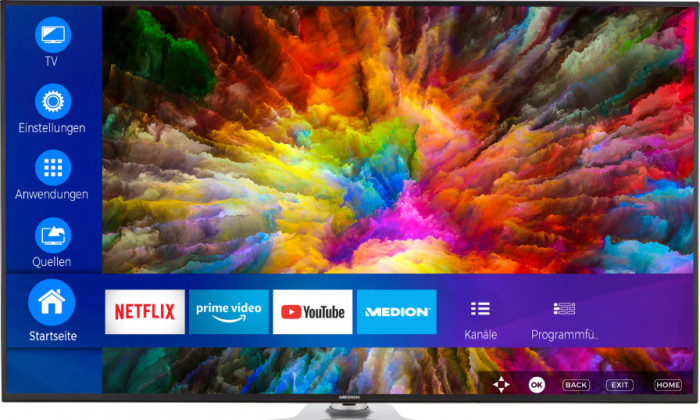 TV
Einstellungen
Anwendungen
Quellen
Startseite
NETFLIX
prime video
YouTube
MEDION
Kanäle
Programmfü...
OK
BACK
EXIT
HOME
MEDION